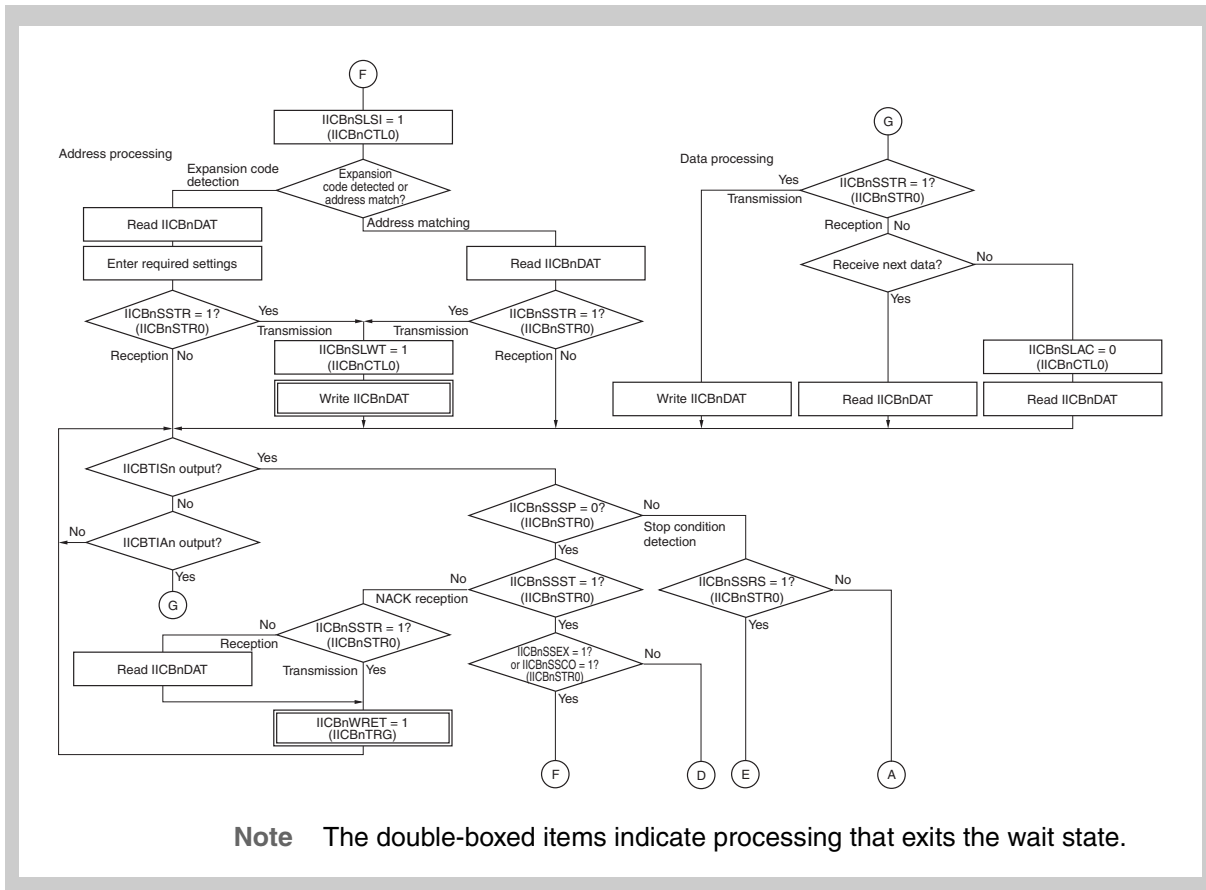 F
IICBnSLSI = 1
(IICBnCTL0)
Address processing
Expansion code
detection
Expansion
code detected or
address match?
Read IICBnDAT
Enter required settings
Address matching
Read IICBnDAT
IICBnSSTR = 1?
(IICBnSTR0)
Yes
Transmission
Reception
No
IICBnSSTR = 1?
(IICBnSTR0)
Yes
Transmission
Reception
No
IICBnSLWT = 1
(IICBnCTL0)
Write IICBnDAT
G
Data processing
IICBnSSTR = 1?
(IICBnSTR0)
Yes
Transmission
Reception
No
Receive next data?
No
Yes
IICBnSLAC = 0
(IICBnCTL0)
Write IICBnDAT
Read IICBnDAT
Read IICBnDAT
IICBTISn output?
Yes
No
IICBTIAn output?
No
Yes
G
IICBnSSSP = 0?
(IICBnSTR0)
No
Stop condition
detection
Yes
IICBnSSST = 1?
(IICBnSTR0)
No
NACK reception
Yes
IICBnSSRS = 1?
(IICBnSTR0)
No
Yes
IICBnSSTR = 1?
(IICBnSTR0)
No
Reception
Transmission
Yes
Read IICBnDAT
IICBnWRET = 1
(IICBnTRG)
IICBnSSEX = 1?
or IICBnSSCO = 1?
(IICBnSTR0)
No
Yes
F
D
E
A
Note The double-boxed items indicate processing that exits the wait state.